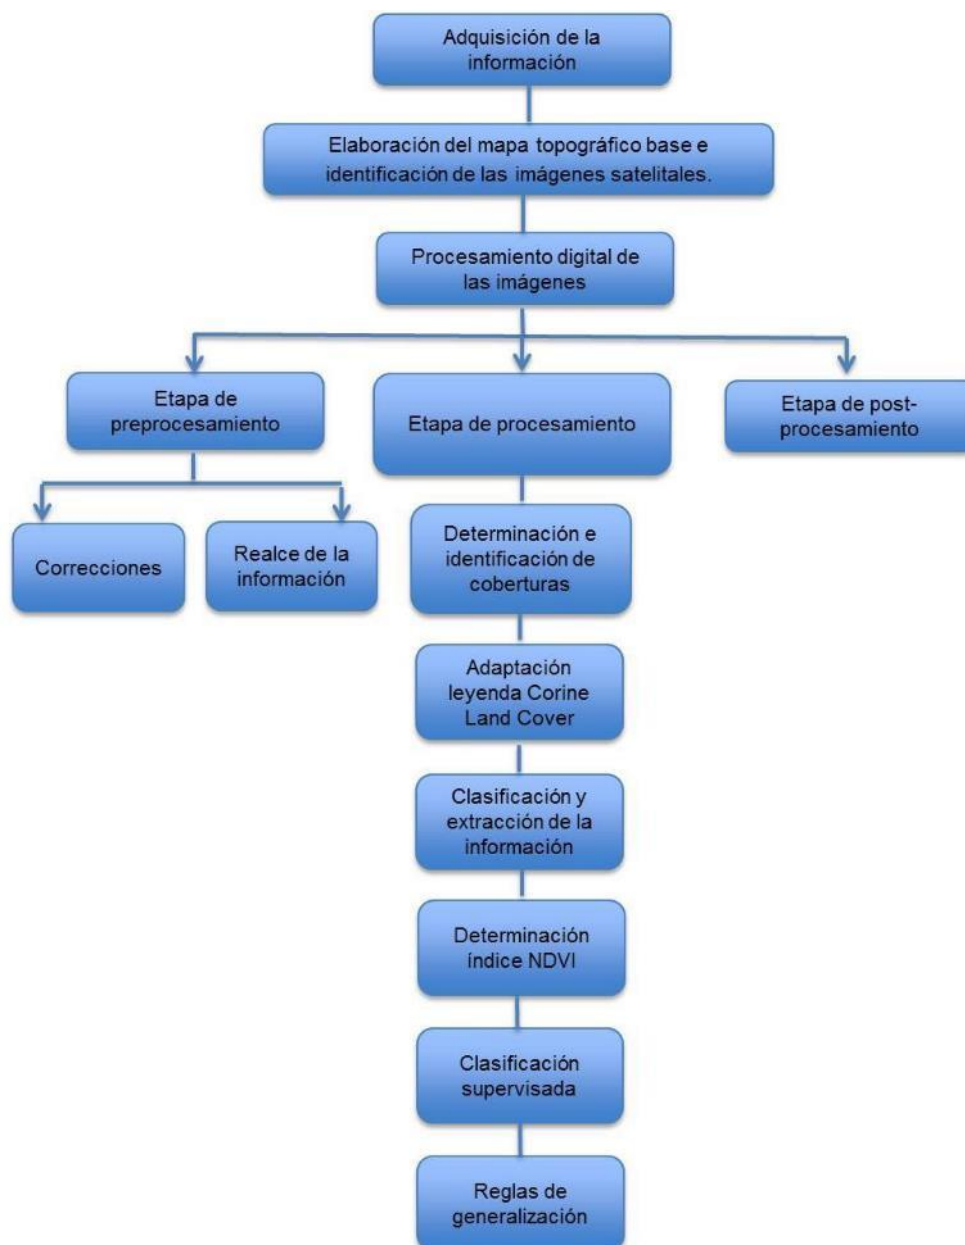 Adquisición de la
información
Elaboración del mapa topográfico base e
identificación de las imágenes satelitales.
Procesamiento digital de
las imágenes
Etapa de
preprocesamiento
Etapa de procesamiento
Etapa de post-
procesamiento
Correcciones
Realce de la
información
Determinación e
identificación de
coberturas
Adaptación
leyenda Corine
Land Cover
Clasificación y
extracción de la
información
Determinación
índice NDVI
Clasificación
supervisada
Reglas de
generalización